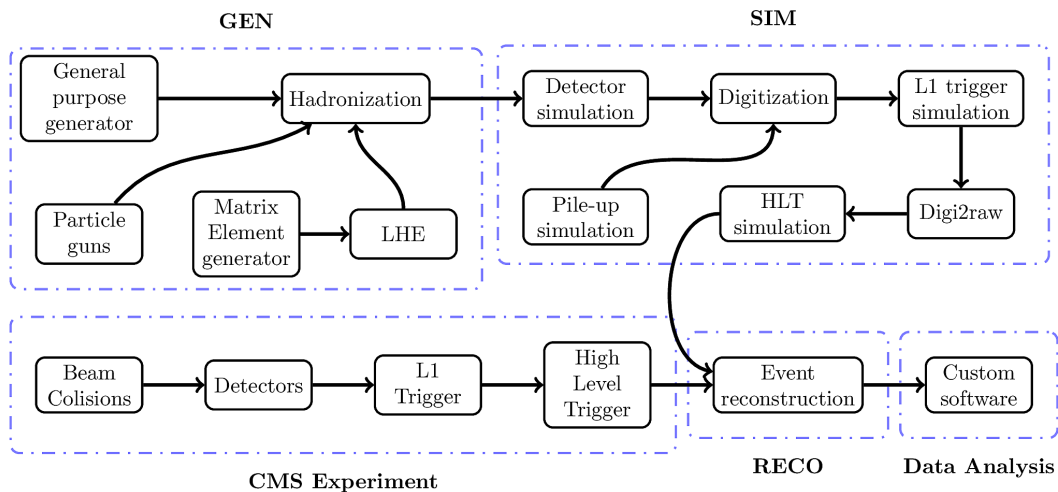 GEN
General
purpose
generator
Hadronization
Particle
guns
Matrix
Element
generator
LHE
SIM
Detector
simulation
Digitization
L1 trigger
simulation
Pile-up
simulation
HLT
simulation
Digi2raw
Beam
Colisions
Detectors
L1
Trigger
High
Level
Trigger
CMS Experiment
Event
reconstruction
RECO
Custom
software
Data Analysis